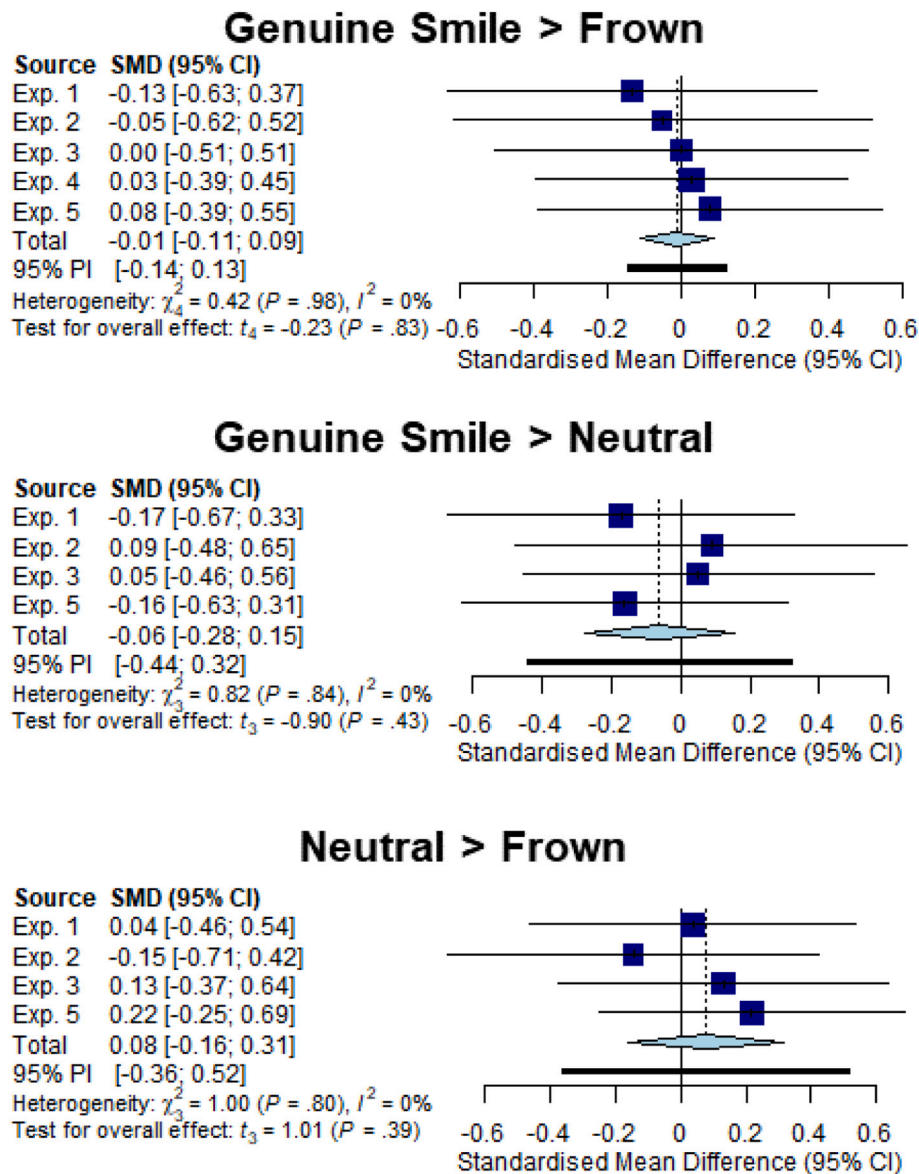 Genuine Smile > Frown
Source SMD (95% CI)
Exp. 1 -0.13 [-0.63; 0.37]
Exp. 2 -0.05 [-0.62; 0.52]
Exp. 3 0.00 [-0.51; 0.51]
Exp. 4 0.03 [-0.39; 0.45]
Exp. 5 0.08 [-0.39; 0.55]
Total -0.01 [-0.11; 0.09]
95% PI [-0.14; 0.13]
Heterogeneity: χ²₄ = 0.42 (P = .98), I² = 0%
Test for overall effect: t₄ = -0.23 (P = .83)
-0.6 -0.4 -0.2 0 0.2 0.4 0.6
Standardised Mean Difference (95% CI)
Genuine Smile > Neutral
Source SMD (95% CI)
Exp. 1 -0.17 [-0.67; 0.33]
Exp. 2 0.09 [-0.48; 0.65]
Exp. 3 0.05 [-0.46; 0.56]
Exp. 5 -0.16 [-0.63; 0.31]
Total -0.06 [-0.28; 0.15]
95% PI [-0.44; 0.32]
Heterogeneity: χ²₃ = 0.82 (P = .84), I² = 0%
Test for overall effect: t₃ = -0.90 (P = .43)
-0.6 -0.4 -0.2 0 0.2 0.4 0.6
Standardised Mean Difference (95% CI)
Neutral > Frown
Source SMD (95% CI)
Exp. 1 0.04 [-0.46; 0.54]
Exp. 2 -0.15 [-0.71; 0.42]
Exp. 3 0.13 [-0.37; 0.64]
Exp. 5 0.22 [-0.25; 0.69]
Total 0.08 [-0.16; 0.31]
95% PI [-0.36; 0.52]
Heterogeneity: χ²₃ = 1.00 (P = .80), I² = 0%
Test for overall effect: t₃ = 1.01 (P = .39)
-0.6 -0.4 -0.2 0 0.2 0.4 0.6
Standardised Mean Difference (95% CI)